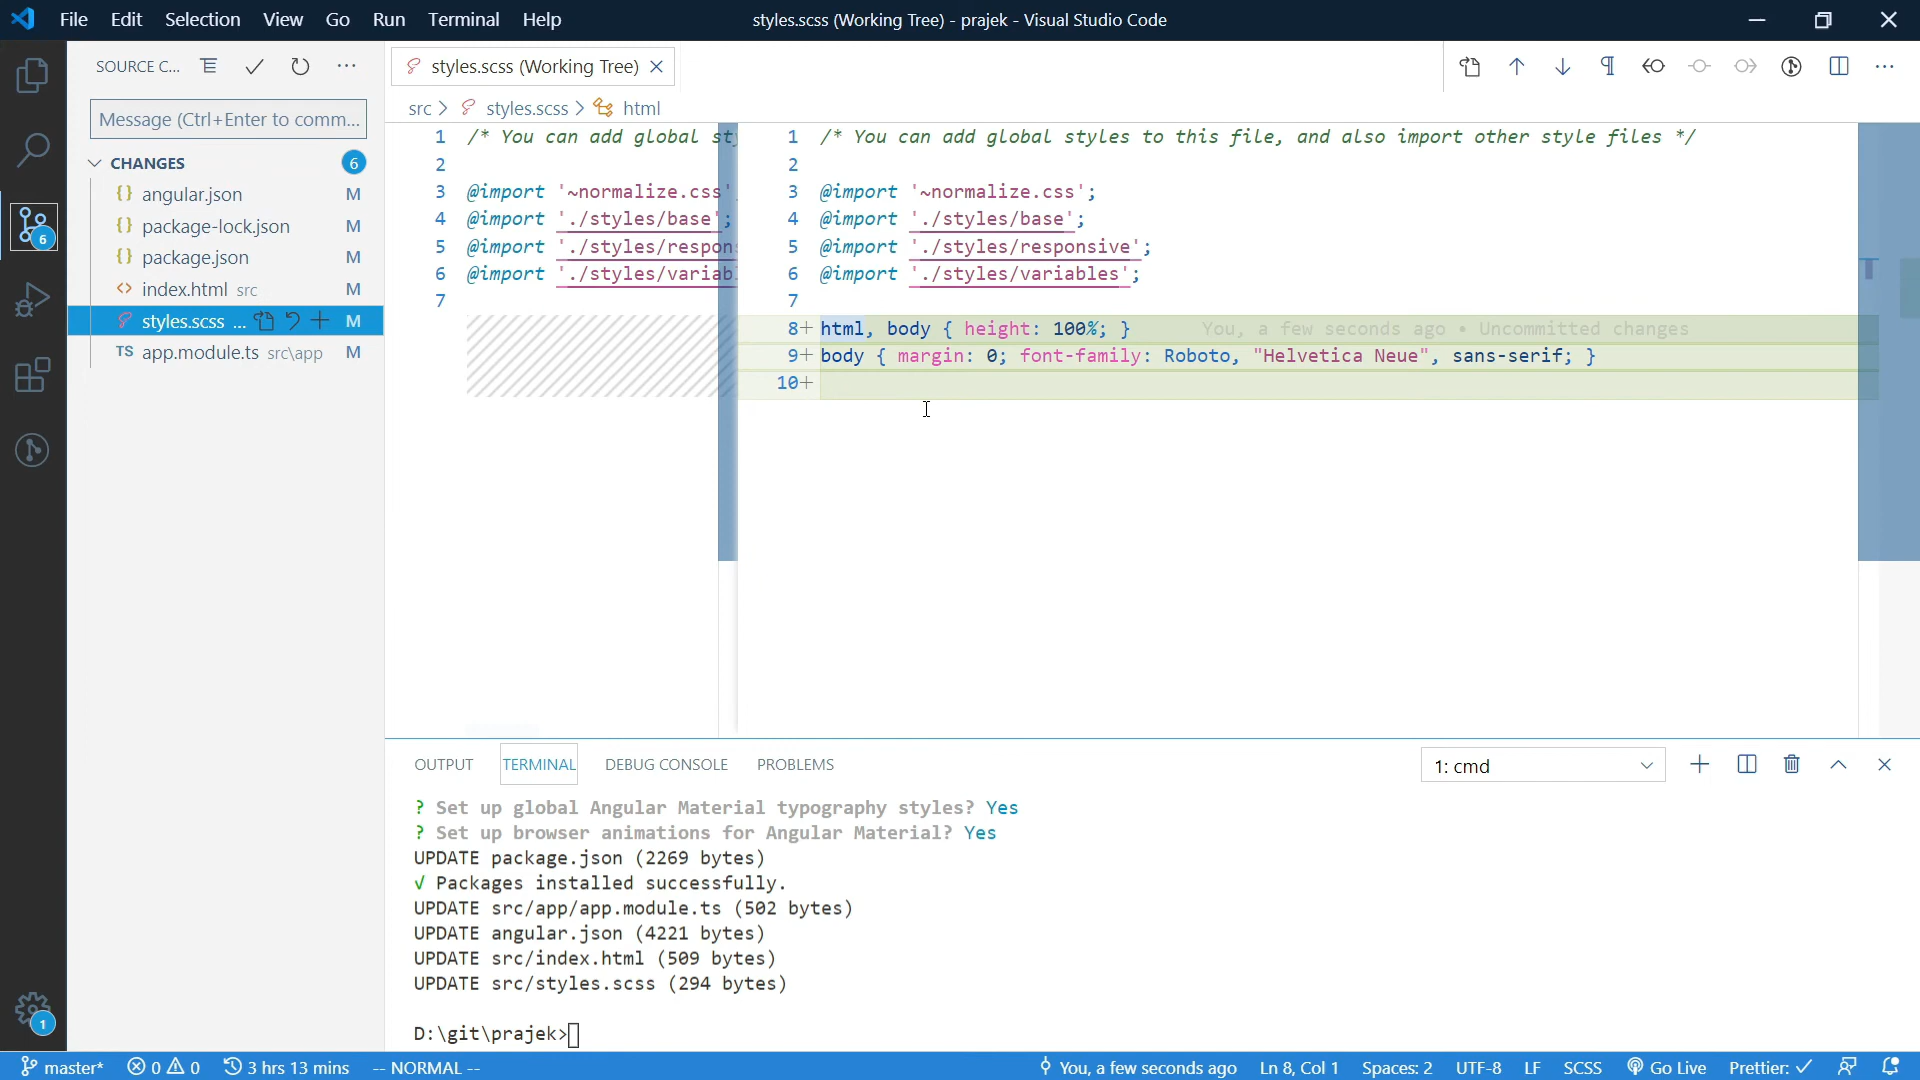 File Edit Selection View Go Run Terminal Help
styles.scss (Working Tree) - prajek - Visual Studio Code
SOURCE C...
Message (Ctrl+Enter to comm...
CHANGES 6
{} angular.json M
{} package-lock.json M
{} package.json M
<> index.html src M
styles.scss ... M
TS app.module.ts src\app M
6
1
styles.scss (Working Tree)
src > styles.scss > html
1 /* You can add global sty
2
3 @import '~normalize.css'
4 @import './styles/base';
5 @import './styles/respons
6 @import './styles/variabl
7
1 /* You can add global styles to this file, and also import other style files */
2
3 @import '~normalize.css';
4 @import './styles/base';
5 @import './styles/responsive';
6 @import './styles/variables';
7
8+ html, body { height: 100%; } You, a few seconds ago • Uncommitted changes
9+ body { margin: 0; font-family: Roboto, "Helvetica Neue", sans-serif; }
10+
OUTPUT TERMINAL DEBUG CONSOLE PROBLEMS
1: cmd
? Set up global Angular Material typography styles? Yes
? Set up browser animations for Angular Material? Yes
UPDATE package.json (2269 bytes)
√ Packages installed successfully.
UPDATE src/app/app.module.ts (502 bytes)
UPDATE angular.json (4221 bytes)
UPDATE src/index.html (509 bytes)
UPDATE src/styles.scss (294 bytes)
D:\git\prajek>
master* 0 0 3 hrs 13 mins -- NORMAL -- You, a few seconds ago Ln 8, Col 1 Spaces: 2 UTF-8 LF SCSS Go Live Prettier: ✓